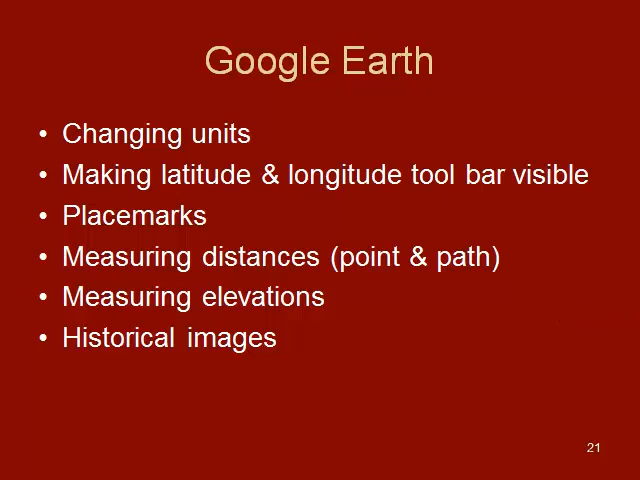 Google Earth
• Changing units
• Making latitude & longitude tool bar visible
• Placemarks
• Measuring distances (point & path)
• Measuring elevations
• Historical images
21